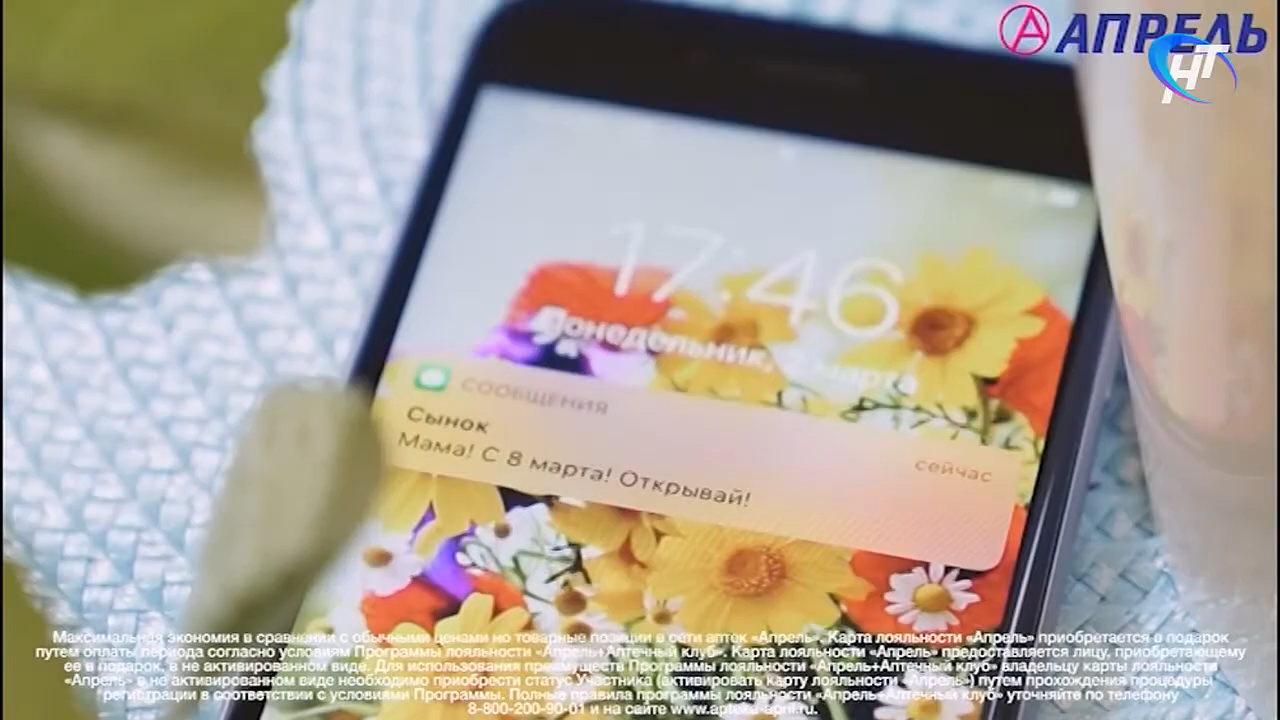 АПРЕЛЬ
НТ
17:46
Понедельник, марта
СООБЩЕНИЯ
Сынок
сейчас
Мама! С 8 марта! Открывай!
Максимальная экономия в сравнении с обычными ценами но товарные позиции в сети аптек «Апрель». Карта лояльности «Апрель» приобретается в подарок
путем оплаты периода согласно условиям Программы лояльности «Апрель+Аптечный клуб». Карта лояльности «Апрель» предоставляется лицу, приобретающему
ее в подарок, в не активированном виде. Для использования преимуществ Программы лояльности «Апрель+Аптечный клуб» владельцу карты лояльности
«Апрель» в не активированном виде необходимо приобрести статус Участника (активировать карту лояльности «Апрель») путем прохождения процедуры
регистрации в соответствии с условиями Программы. Полные правила программы лояльности «Апрель+Аптечный клуб» уточняйте по телефону
8-800-200-90-01 и на сайте www.apteka-april.ru.